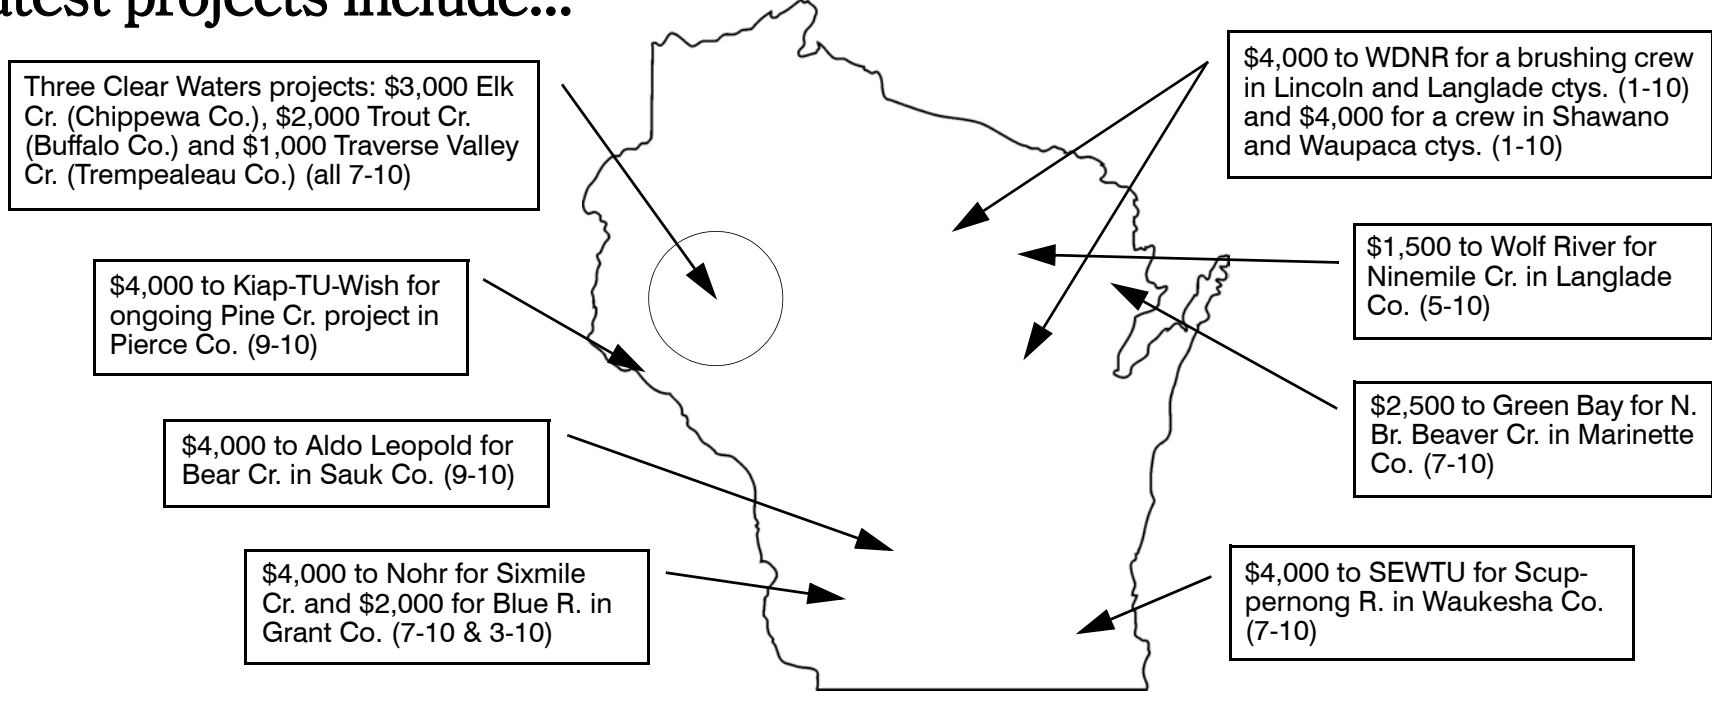 projects include...
Three Clear Waters projects: $3,000 Elk
Cr. (Chippewa Co.), $2,000 Trout Cr.
(Buffalo Co.) and $1,000 Traverse Valley
Cr. (Trempealeau Co.) (all 7-10)
$4,000 to Kiap-TU-Wish for
ongoing Pine Cr. project in
Pierce Co. (9-10)
$4,000 to Aldo Leopold for
Bear Cr. in Sauk Co. (9-10)
$4,000 to Nohr for Sixmile
Cr. and $2,000 for Blue R. in
Grant Co. (7-10 & 3-10)
$4,000 to WDNR for a brushing crew
in Lincoln and Langlade ctys. (1-10)
and $4,000 for a crew in Shawano
and Waupaca ctys. (1-10)
$1,500 to Wolf River for
Ninemile Cr. in Langlade
Co. (5-10)
$2,500 to Green Bay for N.
Br. Beaver Cr. in Marinette
Co. (7-10)
$4,000 to SEWTU for Scup-
pernong R. in Waukesha Co.
(7-10)